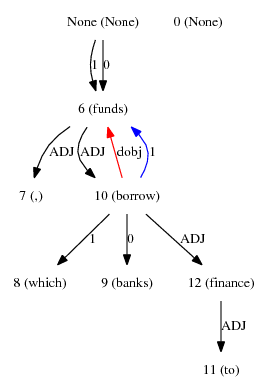 None (None) 0 (None)
1 0
6 (funds)
ADJ ADJ dobj 1
7 (,) 10 (borrow)
1 0 ADJ
8 (which) 9 (banks) 12 (finance)
ADJ
11 (to)